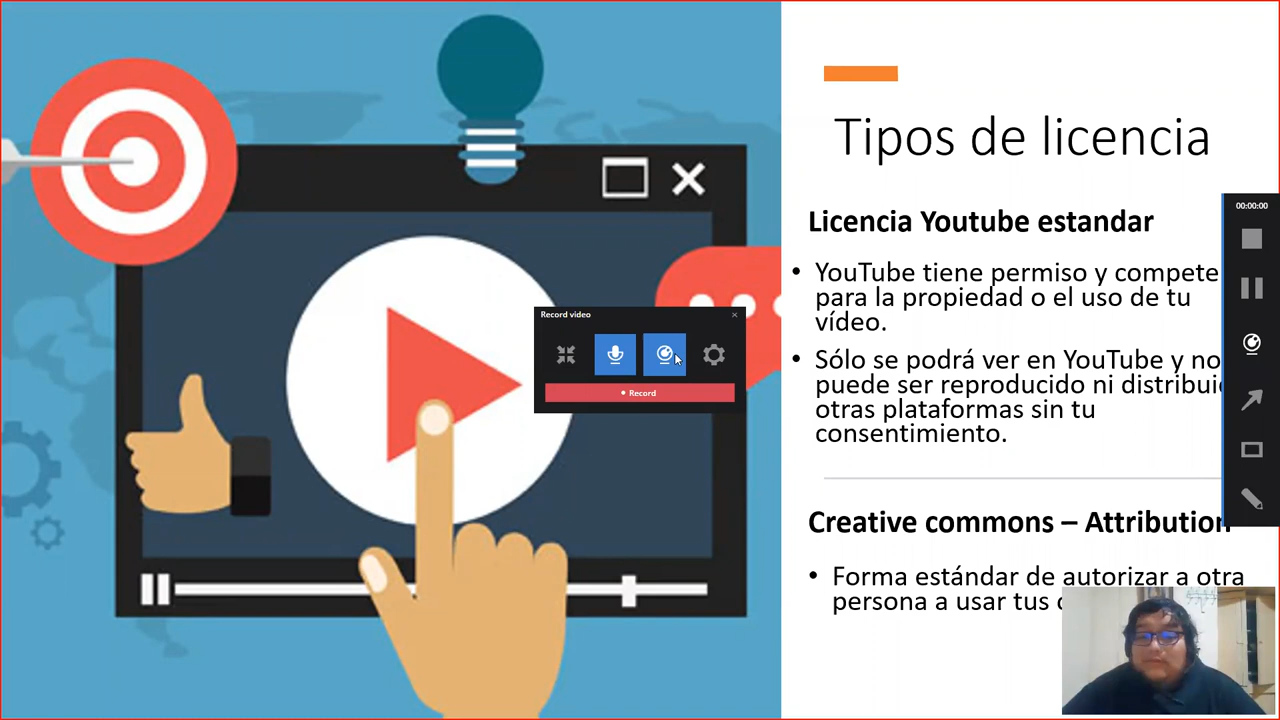 Tipos de licencia
Licencia Youtube estandar
• YouTube tiene permiso y compete
para la propiedad o el uso de tu
vídeo.
• Sólo se podrá ver en YouTube y no
puede ser reproducido ni
otras plataformas sin tu
consentimiento.
Creative commons – Attribution
• Forma estándar de autorizar a otra
persona a usar tus
Record video
Record
00:00:00